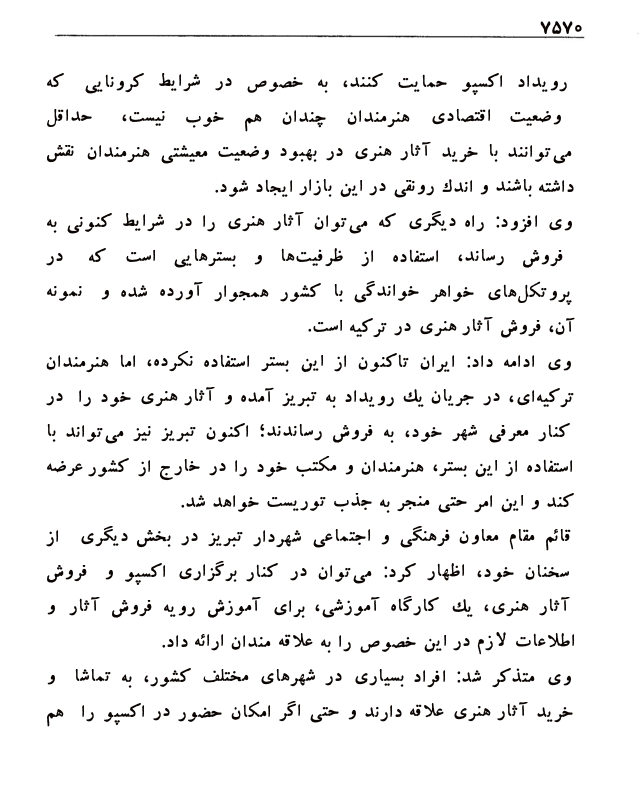 ۷۵۷۰
رویداد اکسپو حمایت کنند، به خصوص در شرایط کرونایی که
وضعیت اقتصادی هنرمندان چندان هم خوب نیست، حداقل
می‌توانند با خرید آثار هنری در بهبود وضعیت معیشتی هنرمندان نقش
داشته باشند و اندك رونقی در این بازار ایجاد شود.
وی افزود: راه دیگری که می‌توان آثار هنری را در شرایط کنونی به
فروش رساند، استفاده از ظرفیت‌ها و بسترهایی است که در
پروتکل‌های خواهر خواندگی با کشور همجوار آورده شده و نمونه
آن، فروش آثار هنری در ترکیه است.
وی ادامه داد: ایران تاکنون از این بستر استفاده نکرده، اما هنرمندان
ترکیه‌ای، در جریان یك رویداد به تبریز آمده و آثار هنری خود را در
کنار معرفی شهر خود، به فروش رساندند؛ اکنون تبریز نیز می‌تواند با
استفاده از این بستر، هنرمندان و مکتب خود را در خارج از کشور عرضه
کند و این امر حتی منجر به جذب توریست خواهد شد.
قائم مقام معاون فرهنگی و اجتماعی شهردار تبریز در بخش دیگری از
سخنان خود، اظهار کرد: می‌توان در کنار برگزاری اکسپو و فروش
آثار هنری، یك کارگاه آموزشی، برای آموزش رویه فروش آثار و
اطلاعات لازم در این خصوص را به علاقه مندان ارائه داد.
وی متذکر شد: افراد بسیاری در شهرهای مختلف کشور، به تماشا و
خرید آثار هنری علاقه دارند و حتی اگر امکان حضور در اکسپو را هم